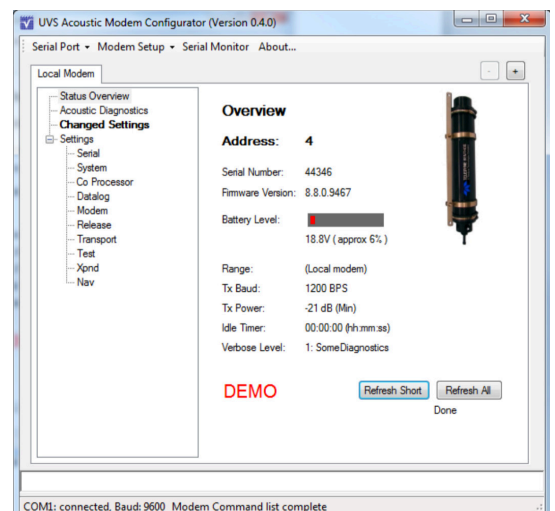 UVS Acoustic Modem Configurator (Version 0.4.0)
Serial Port Modem Setup Serial Monitor About...
Local Modem
- +
Status Overview
Acoustic Diagnostics
Changed Settings
Settings
Serial
System
Co Processor
Datalog
Modem
Release
Transport
Test
Xpnd
Nav
Overview
Address: 4
Serial Number: 44346
Firmware Version: 8.8.0.9467
Battery Level:
18.8V ( approx 6% )
Range: (Local modem)
Tx Baud: 1200 BPS
Tx Power: -21 dB (Min)
Idle Timer: 00:00:00 (hh:mm:ss)
Verbose Level: 1: SomeDiagnostics
DEMO Refresh Short Refresh All
Done
COM1: connected, Baud: 9600 Modem Command list complete